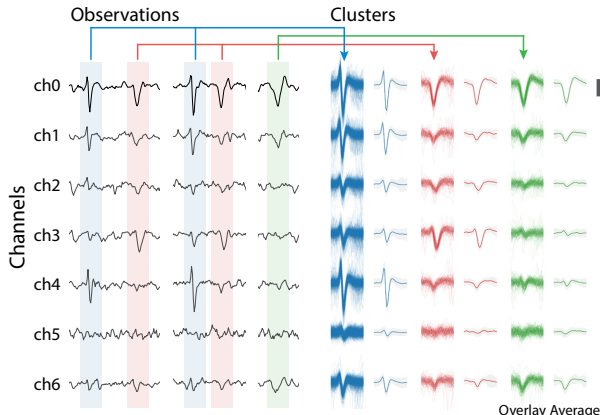 Observations
Clusters
Channels
ch0
ch1
ch2
ch3
ch4
ch5
ch6
Overlay Average